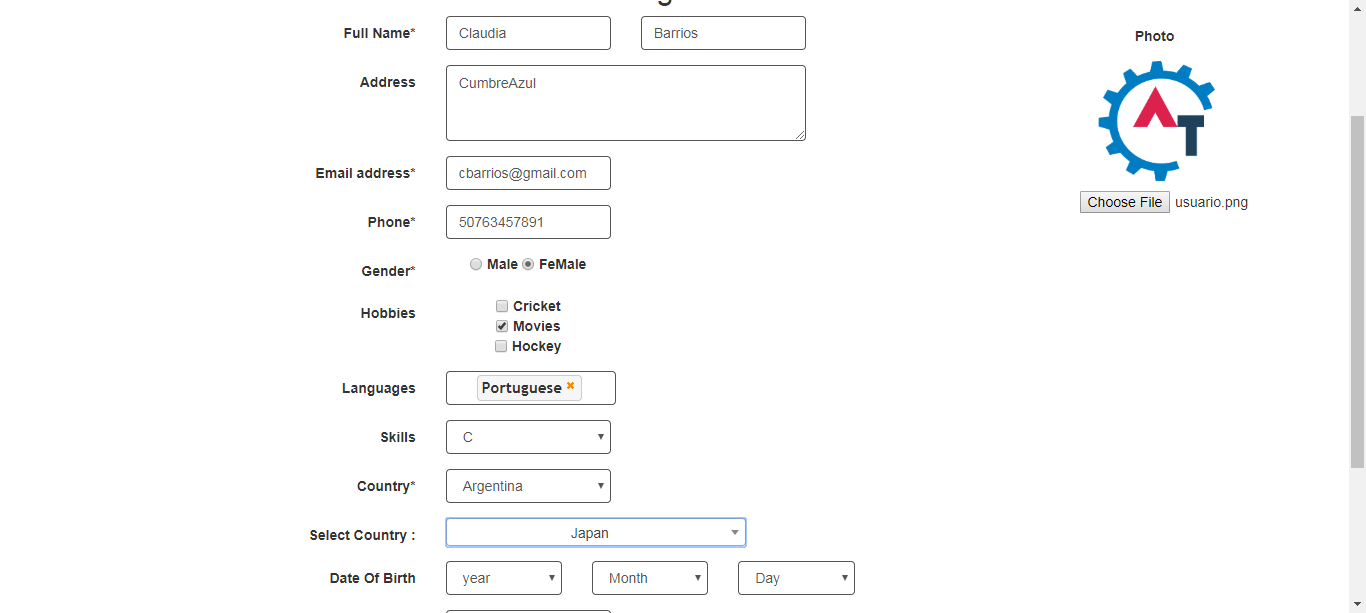 Full Name* Claudia Barrios
Photo
Address CumbreAzul
AT
Email address* cbarrios@gmail.com
Choose File usuario.png
Phone* 50763457891
Gender* Male FeMale
Hobbies Cricket
Movies
Hockey
Languages Portuguese
Skills C
Country* Argentina
Select Country : Japan
Date Of Birth year Month Day